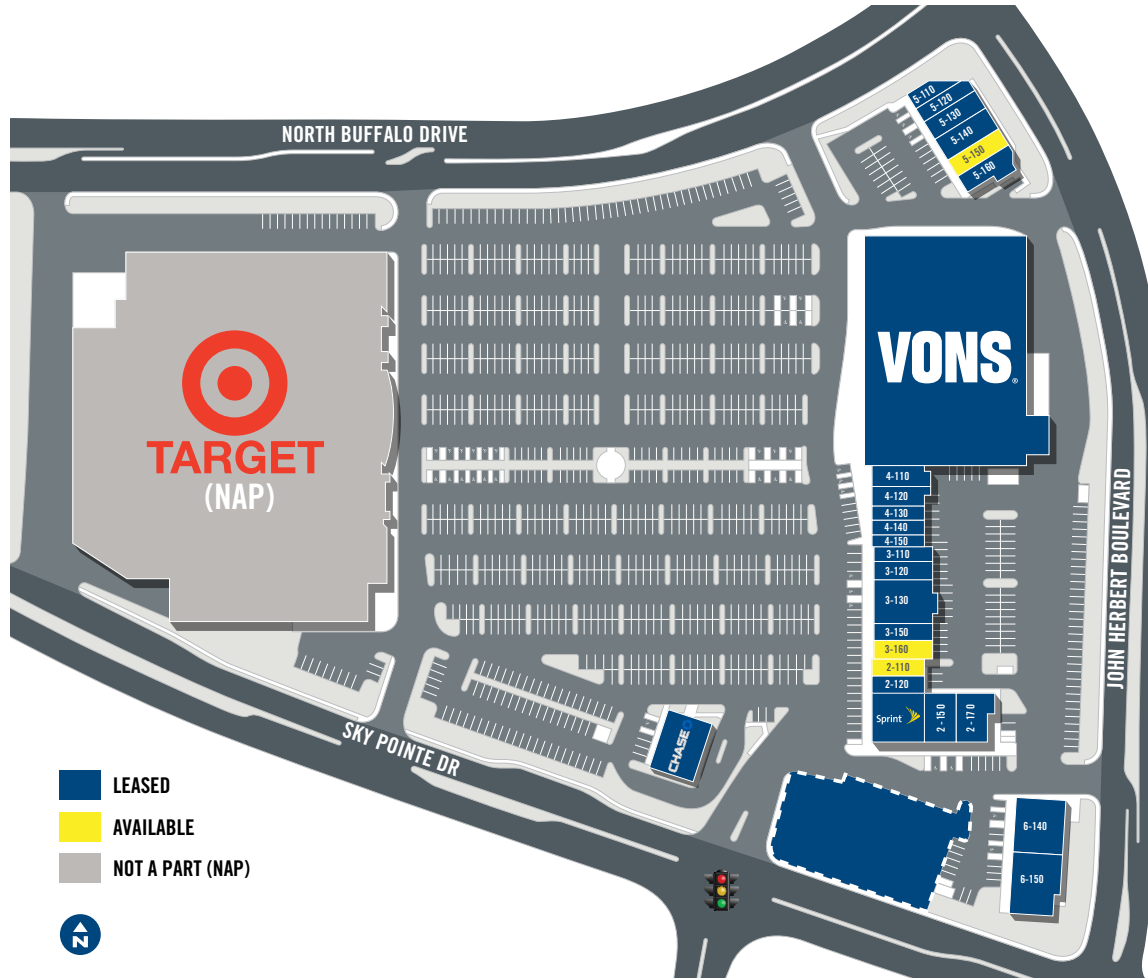 NORTH BUFFALO DRIVE
5-110
5-120
5-130
5-140
5-150
5-160
VONS®
TARGET
(NAP)
4-110
4-120
4-130
4-140
4-150
3-110
3-120
3-130
3-150
3-160
2-110
2-120
Sprint
2-150
2-170
JOHN HERBERT BOULEVARD
SKY POINTE DR
CHASE
6-140
6-150
LEASED
AVAILABLE
NOT A PART (NAP)
N